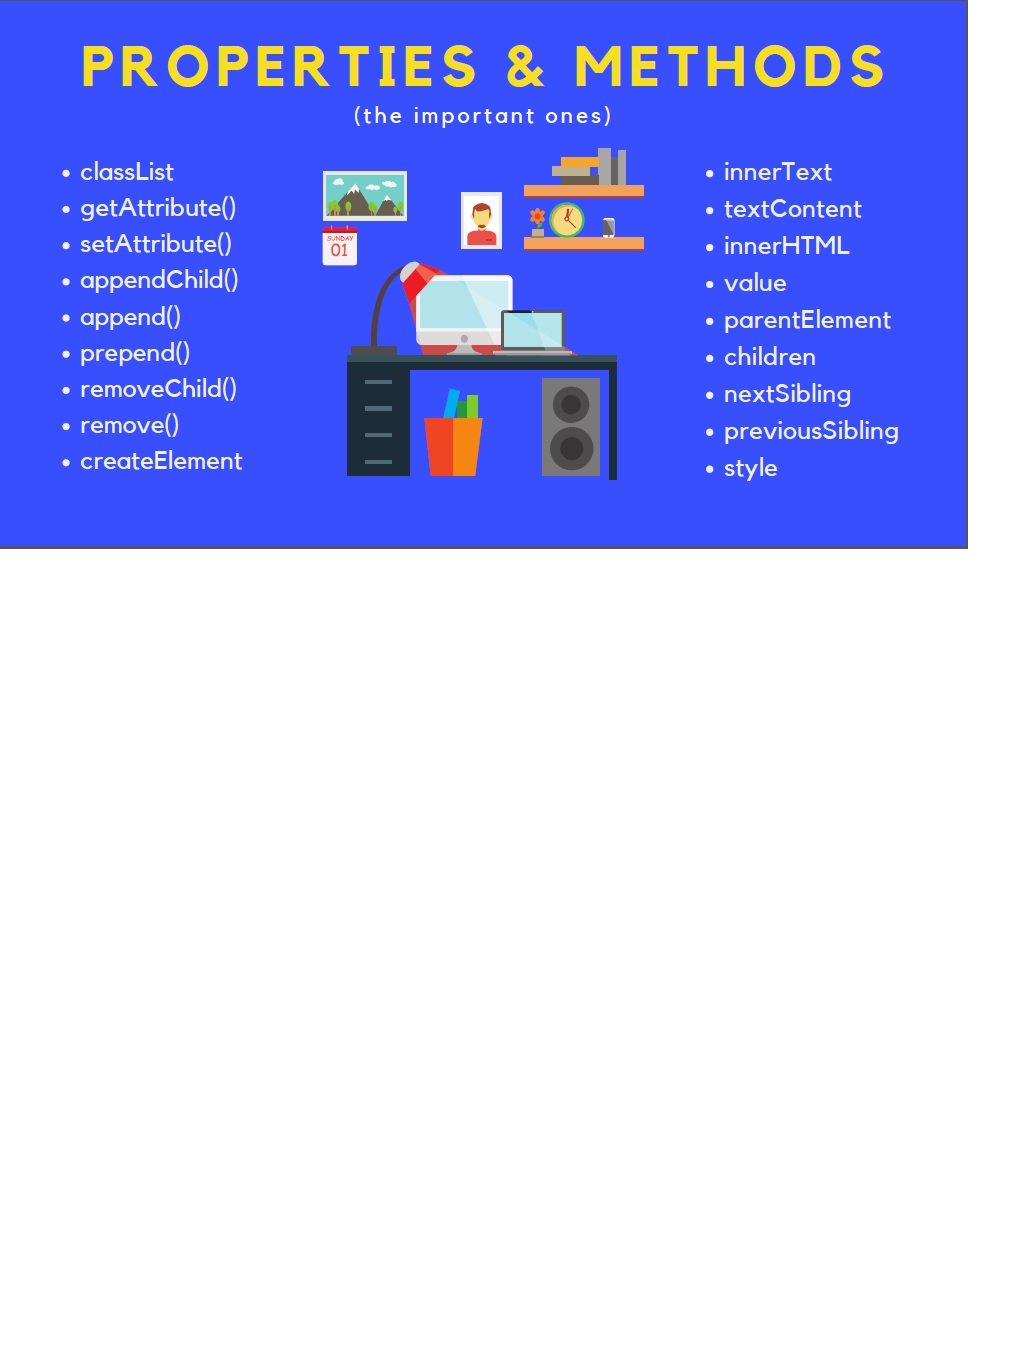 PROPERTIES & METHODS
(the important ones)
• classList
• getAttribute()
• setAttribute()
• appendChild()
• append()
• prepend()
• removeChild()
• remove()
• createElement
SUNDAY
01
• innerText
• textContent
• innerHTML
• value
• parentElement
• children
• nextSibling
• previousSibling
• style